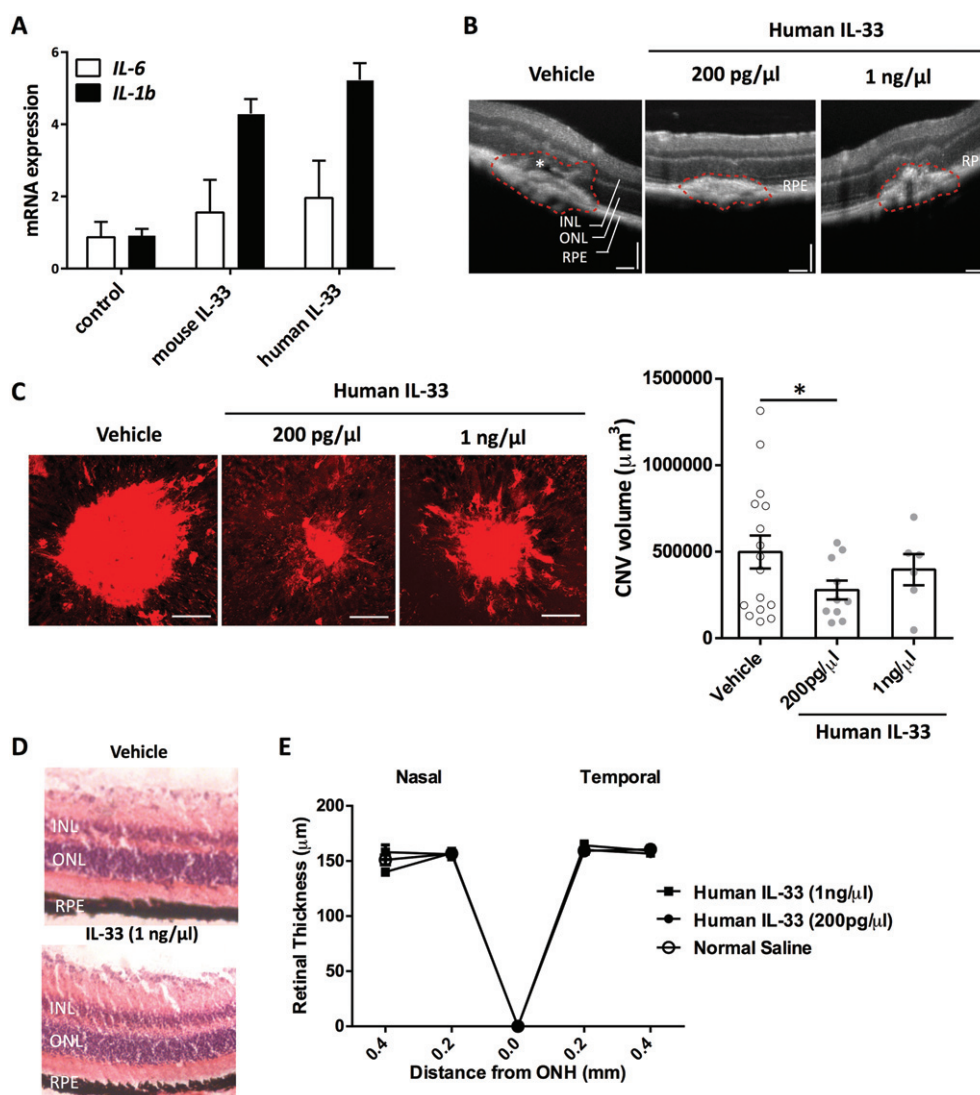 A
mRNA expression
6
4
2
0
IL-6
IL-1b
control
mouse IL-33
human IL-33
B
Human IL-33
Vehicle
200 pg/µl
1 ng/µl
*
INL
ONL
RPE
RPE
RP
C
Human IL-33
Vehicle
200 pg/µl
1 ng/µl
CNV volume (µm³)
1500000
1000000
500000
0
*
Vehicle
200pg/µl
1ng/µl
Human IL-33
D
Vehicle
INL
ONL
RPE
IL-33 (1 ng/µl)
INL
ONL
RPE
E
Nasal
Temporal
Retinal Thickness (µm)
200
150
100
50
0
0.4
0.2
0.0
0.2
0.4
Distance from ONH (mm)
Human IL-33 (1ng/µl)
Human IL-33 (200pg/µl)
Normal Saline